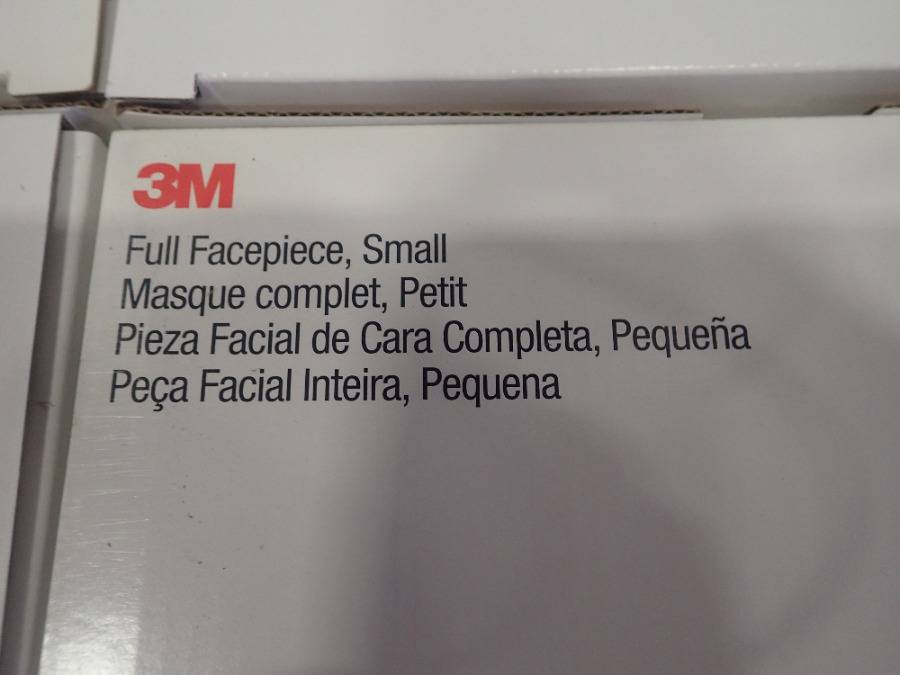 3M
Full Facepiece, Small
Masque complet, Petit
Pieza Facial de Cara Completa, Pequeña
Peça Facial Inteira, Pequena